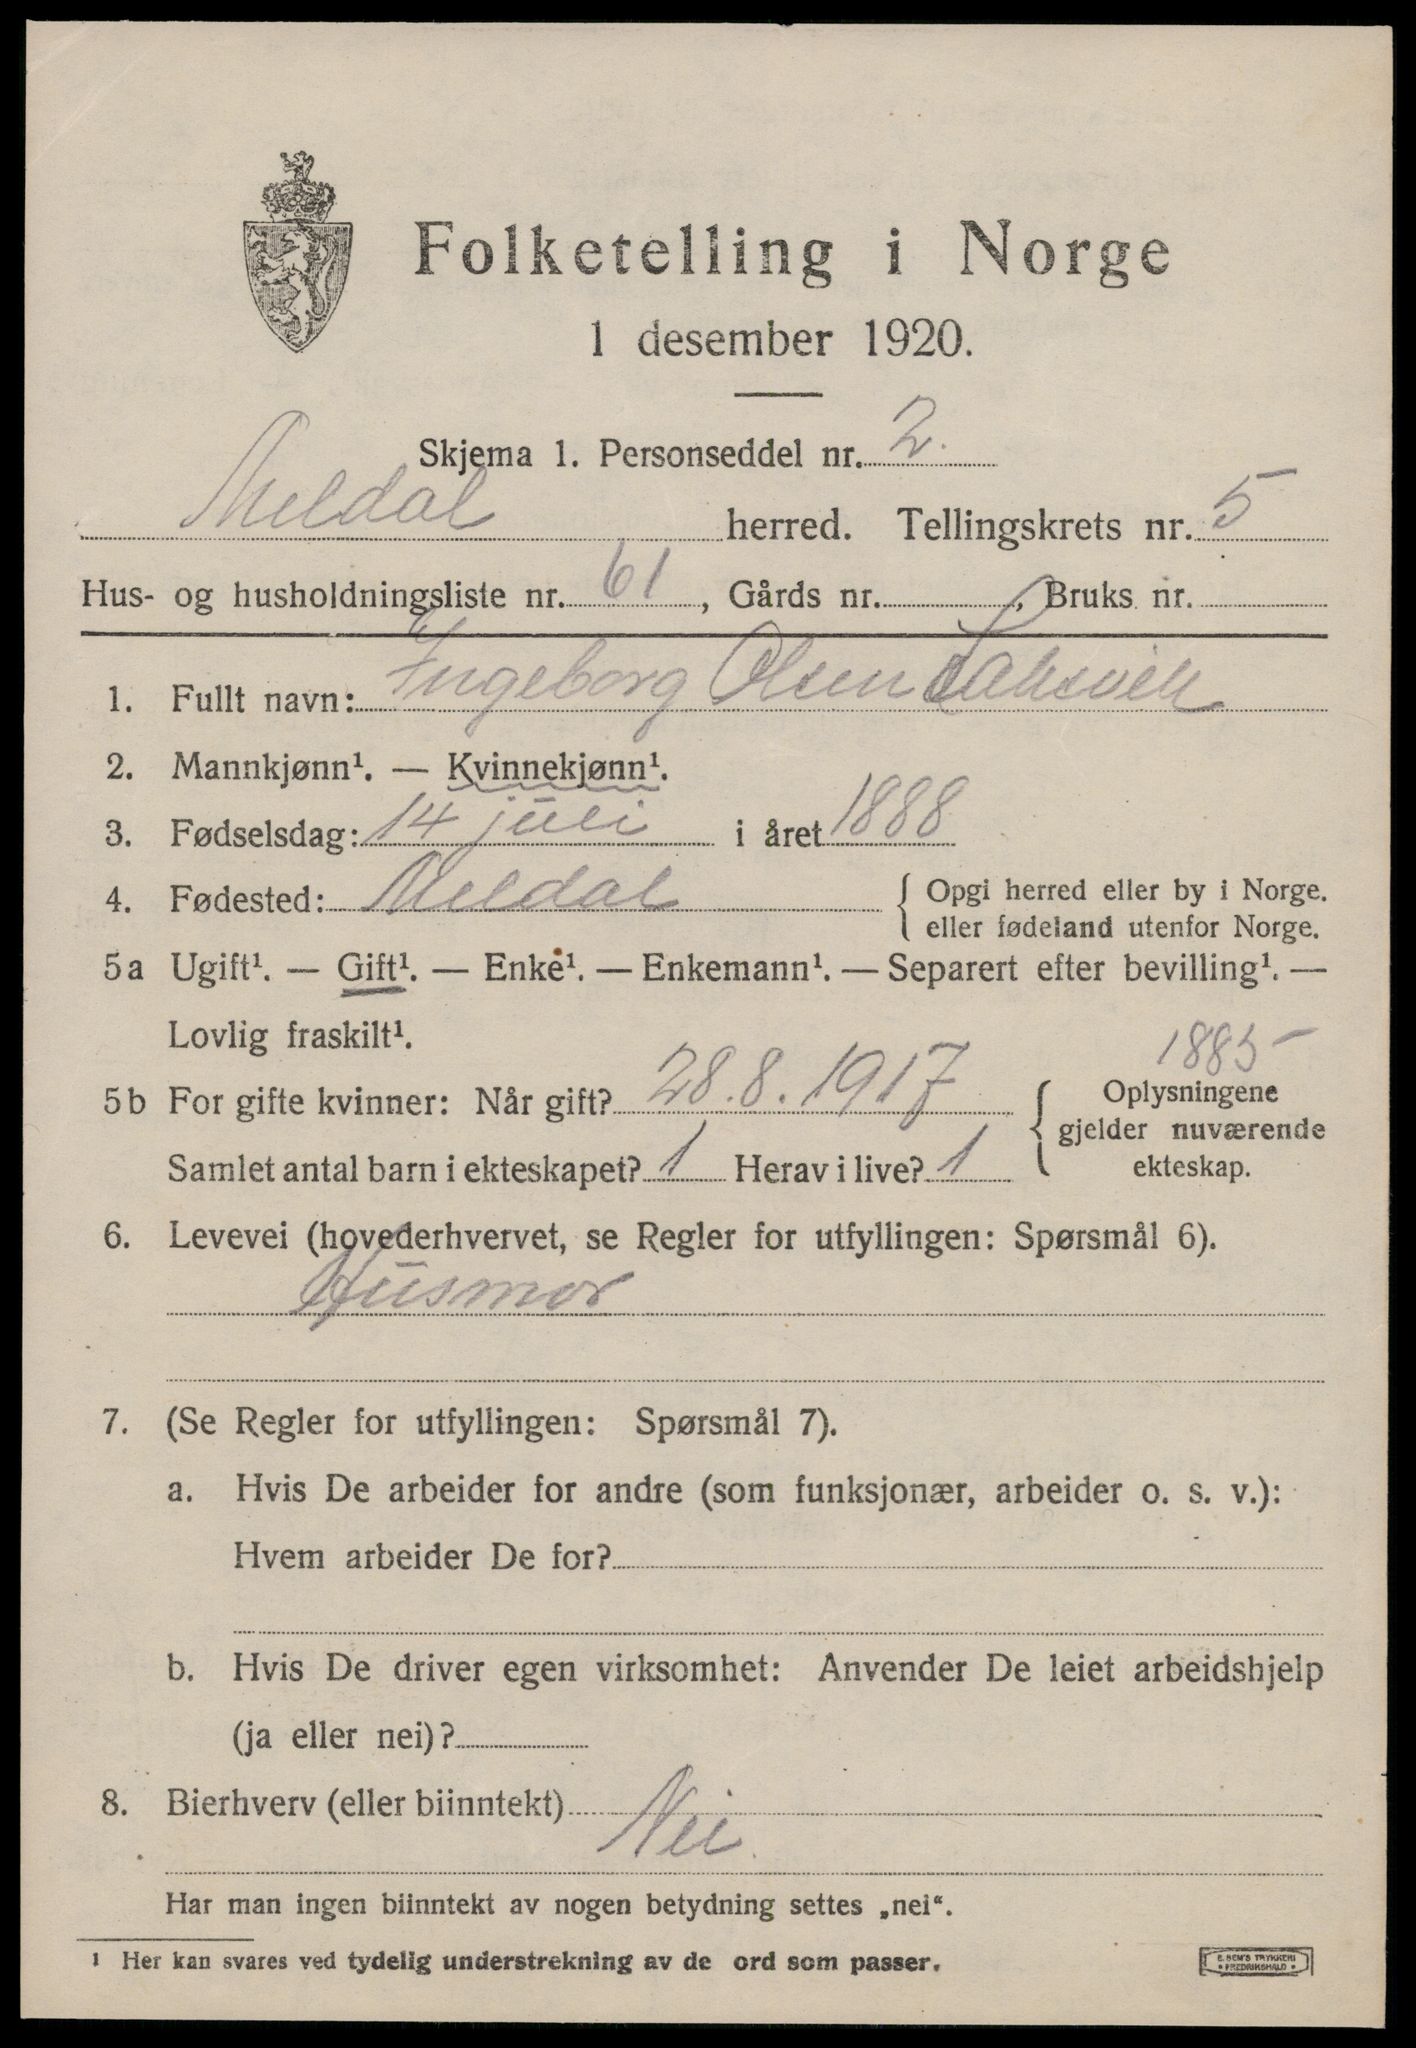 Folketelling i Norge
1 desember 1920.
Skjema 1. Personseddel nr. 2.
Meldal herred. Tellingskrets nr. 5
Hus- og husholdningsliste nr. 61, Gårds nr. , Bruks nr.
1. Fullt navn: Ingeborg Olsen Laksvik
2. Mannkjønn¹. — Kvinnekjønn¹.
3. Fødselsdag: 14 juli i året 1888
4. Fødested: Meldal { Opgi herred eller by i Norge.
eller fødeland utenfor Norge.
5a Ugift¹. — Gift¹. — Enke¹. — Enkemann¹. — Separert efter bevilling¹. —
Lovlig fraskilt¹.
1885
5b For gifte kvinner: Når gift? 28.8.1917 { Oplysningene
gjelder nuværende
Samlet antal barn i ekteskapet? 1 Herav i live? 1 ekteskap.
6. Levevei (hovederhvervet, se Regler for utfyllingen: Spørsmål 6).
Husmor
7. (Se Regler for utfyllingen: Spørsmål 7).
a. Hvis De arbeider for andre (som funksjonær, arbeider o. s. v.):
Hvem arbeider De for?
b. Hvis De driver egen virksomhet: Anvender De leiet arbeidshjelp
(ja eller nei)?
8. Bierhverv (eller biinntekt)
Nei.
Har man ingen biinntekt av nogen betydning settes „nei“.
1 Her kan svares ved tydelig understrekning av de ord som passer.
E. SEM'S TRYKKERI
• FREDRIKSHALD •